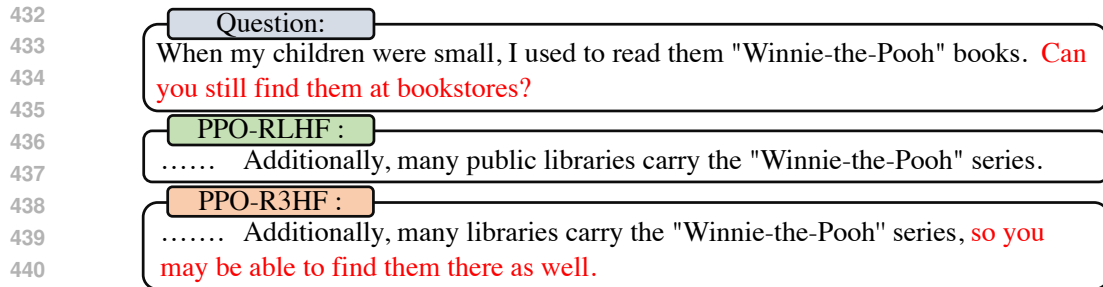 432
Question:
433
When my children were small, I used to read them "Winnie-the-Pooh" books. Can
434
you still find them at bookstores?
435
436
PPO-RLHF :
437
...... Additionally, many public libraries carry the "Winnie-the-Pooh" series.
438
PPO-R3HF :
439
....... Additionally, many libraries carry the "Winnie-the-Pooh" series, so you
440
may be able to find them there as well.